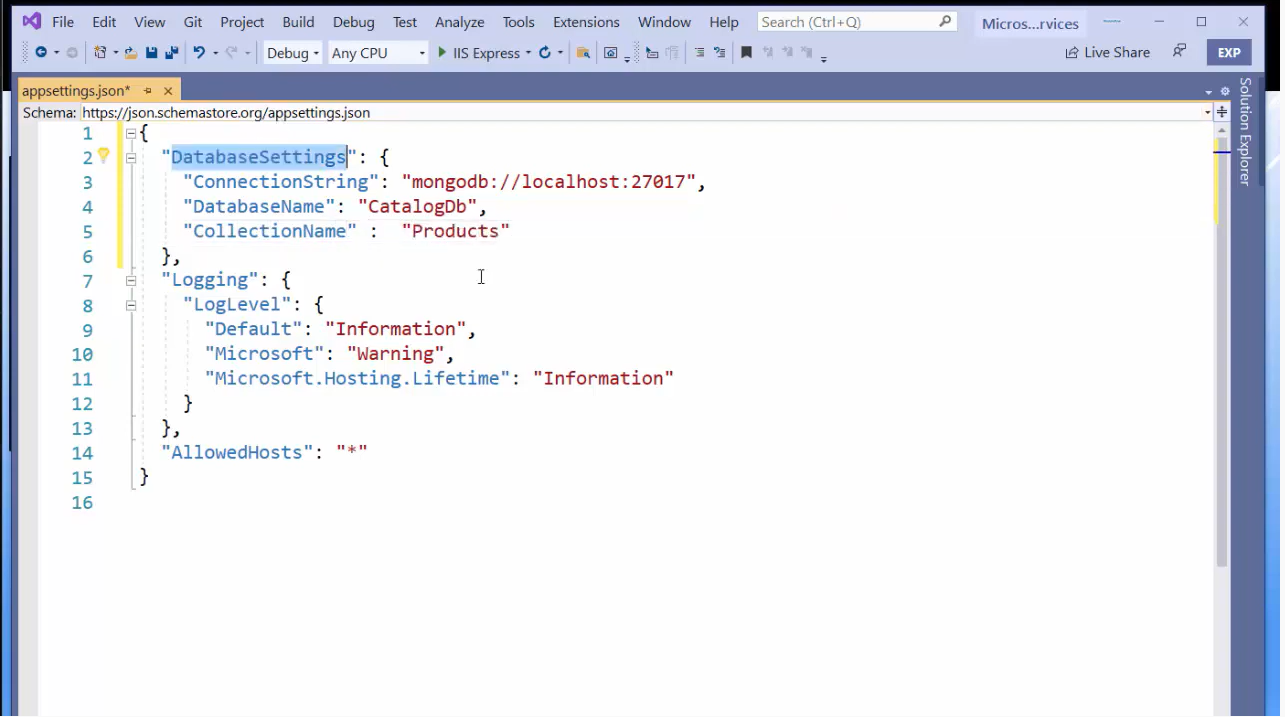 File Edit View Git Project Build Debug Test Analyze Tools Extensions Window Help Search (Ctrl+Q) Micros...rvices
Debug Any CPU IIS Express Live Share EXP
appsettings.json*
Schema: https://json.schemastore.org/appsettings.json
Solution Explorer
1 {
2 "DatabaseSettings": {
3 "ConnectionString": "mongodb://localhost:27017",
4 "DatabaseName": "CatalogDb",
5 "CollectionName" : "Products"
6 },
7 "Logging": {
8 "LogLevel": {
9 "Default": "Information",
10 "Microsoft": "Warning",
11 "Microsoft.Hosting.Lifetime": "Information"
12 }
13 },
14 "AllowedHosts": "*"
15 }
16